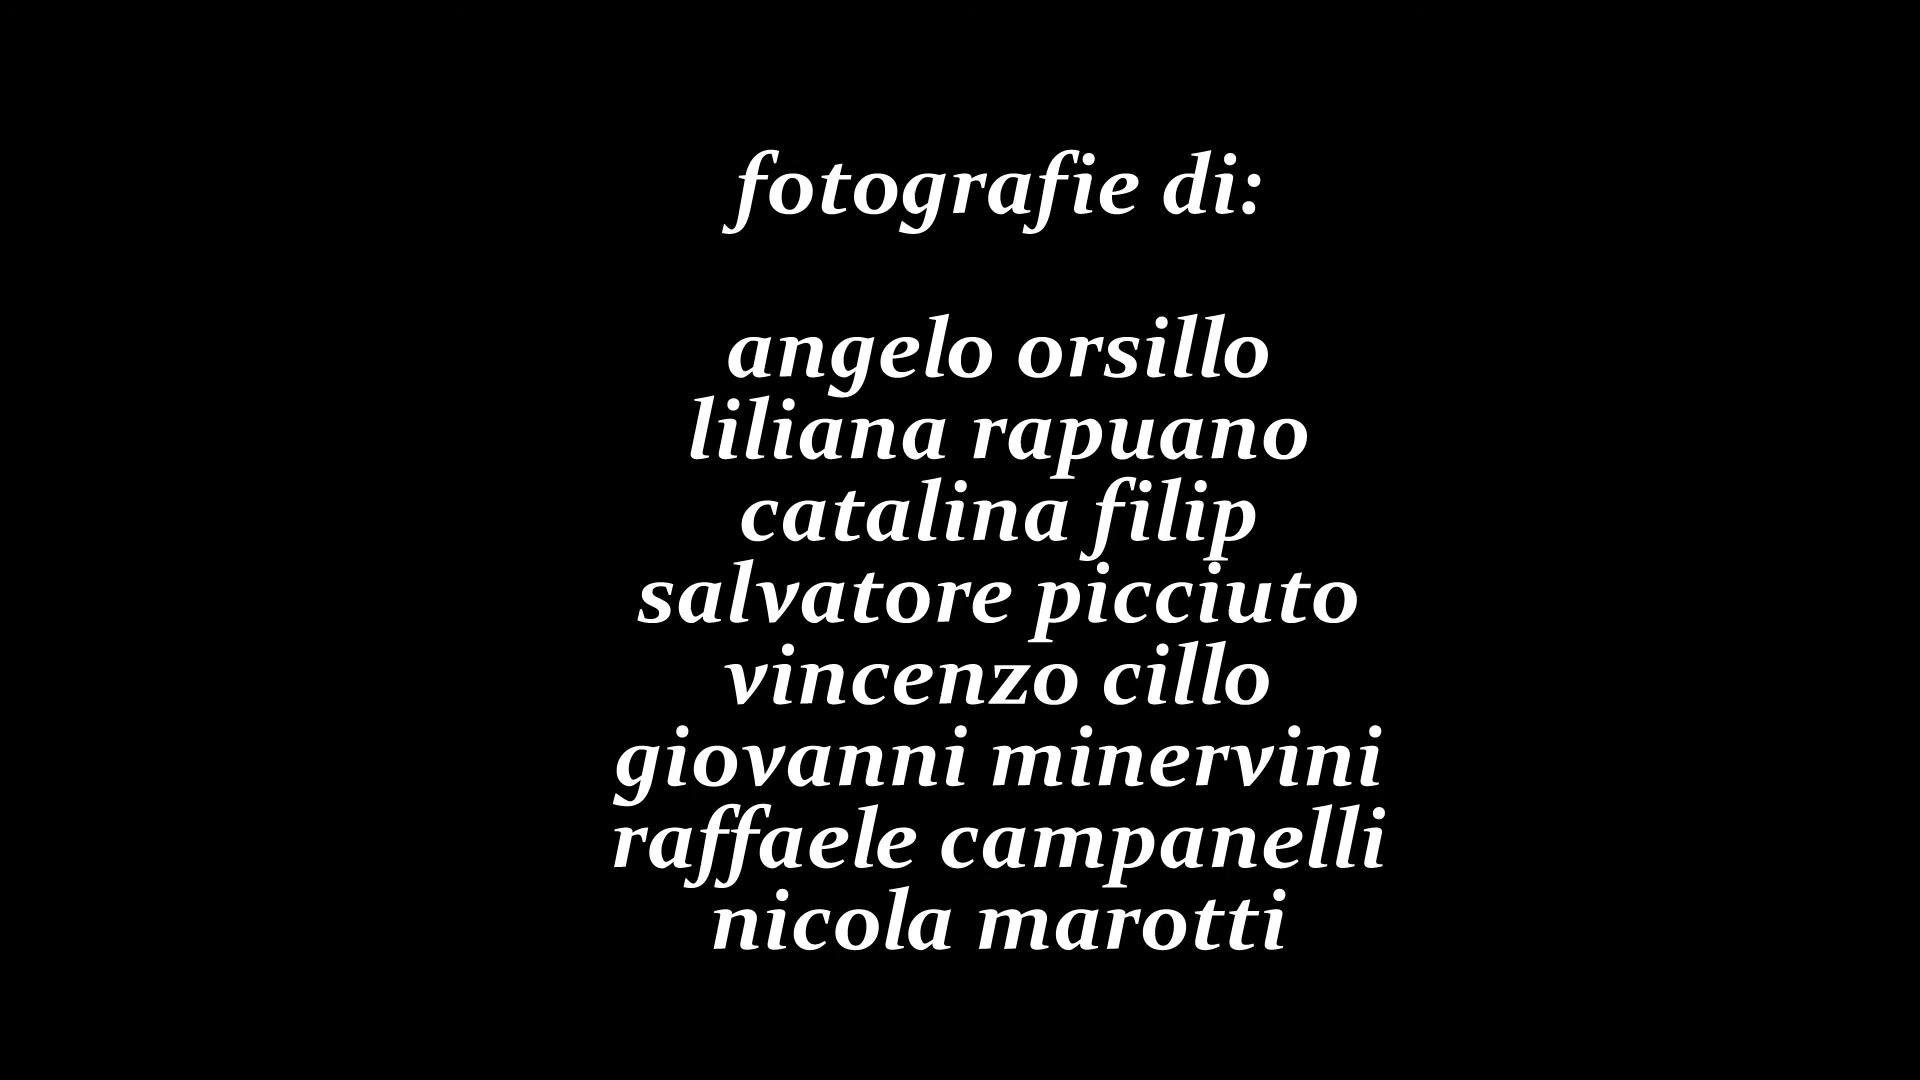 fotografie di:
angelo orsillo
liliana rapuano
catalina filip
salvatore picciuto
vincenzo cillo
giovanni minervini
raffaele campanelli
nicola marotti